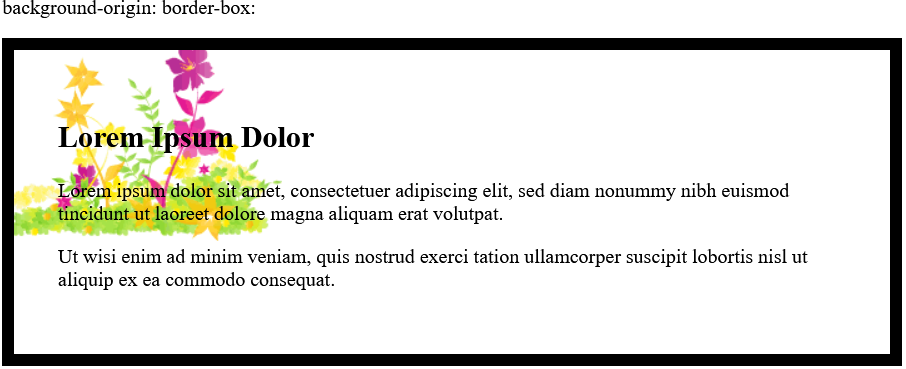 background-origin: border-box:
Lorem Ipsum Dolor
Lorem ipsum dolor sit amet, consectetuer adipiscing elit, sed diam nonummy nibh euismod
tincidunt ut laoreet dolore magna aliquam erat volutpat.
Ut wisi enim ad minim veniam, quis nostrud exerci tation ullamcorper suscipit lobortis nisl ut
aliquip ex ea commodo consequat.